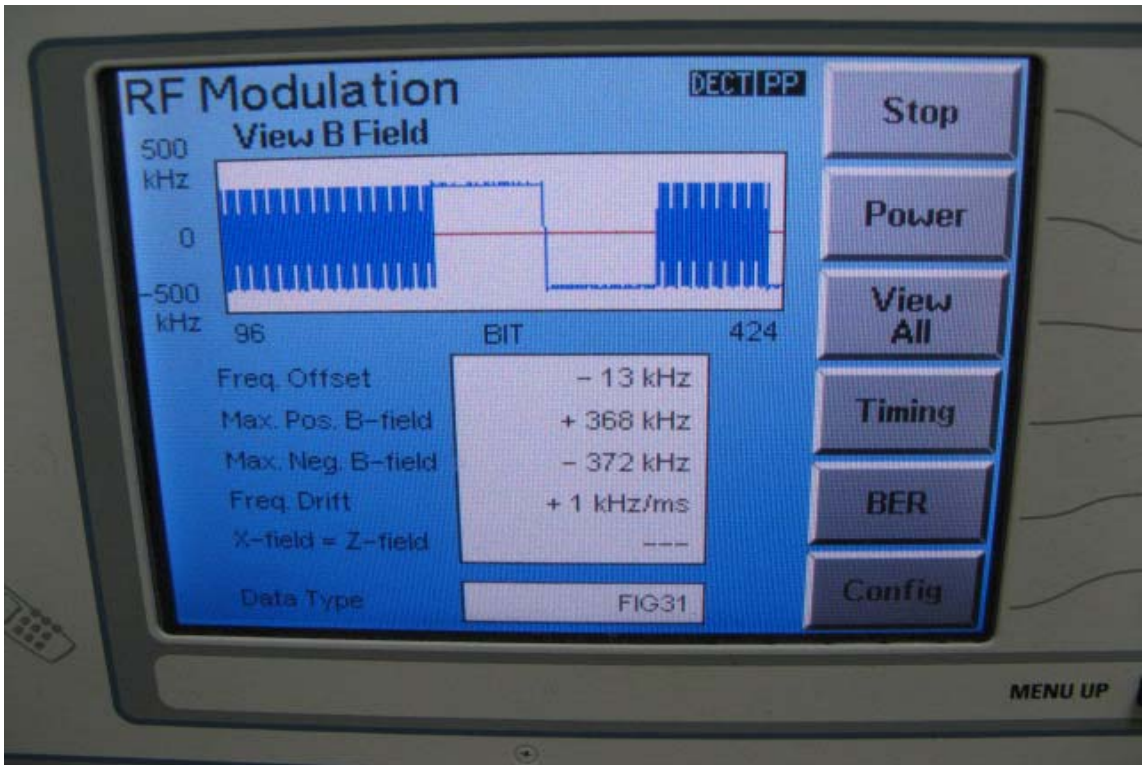 RF Modulation DECT PP
View B Field
500
kHz
0
-500
kHz
96 BIT 424
Freq. Offset - 13 kHz
Max. Pos. B-field + 368 kHz
Max. Neg. B-field - 372 kHz
Freq. Drift + 1 kHz/ms
X-field = Z-field ---
Data Type FIG31
Stop
Power
View
All
Timing
BER
Config
MENU UP